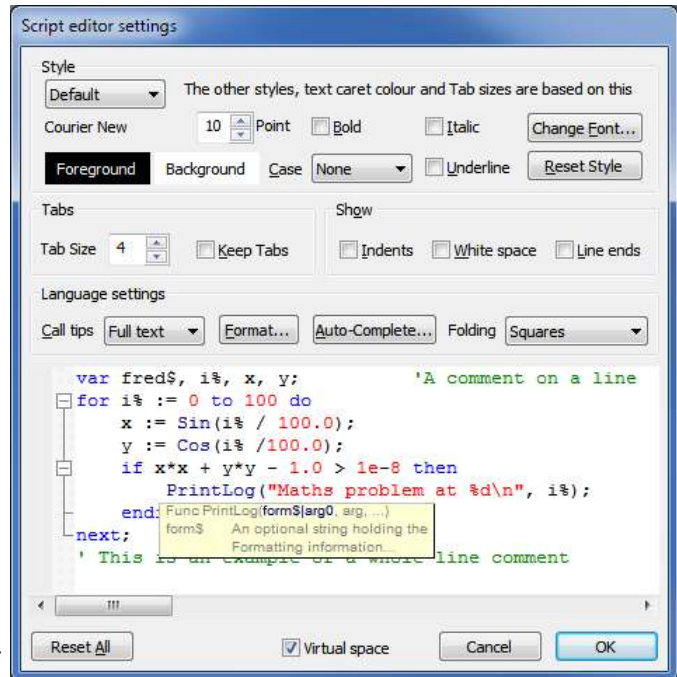 Script editor settings
Style
Default The other styles, text caret colour and Tab sizes are based on this
Courier New 10 Point Bold Italic Change Font...
Foreground Background Case None Underline Reset Style
Tabs Show
Tab Size 4 Keep Tabs Indents White space Line ends
Language settings
Call tips Full text Format... Auto-Complete... Folding Squares
var fred$, i%, x, y; 'A comment on a line
for i% := 0 to 100 do
x := Sin(i% / 100.0);
y := Cos(i% /100.0);
if x*x + y*y - 1.0 > 1e-8 then
PrintLog("Maths problem at %d\n", i%);
end
Func PrintLog(form$|arg0, arg, ...)
form$ An optional string holding the
Formatting information...
next;
' This is an example of a whole line comment
Reset All Virtual space Cancel OK